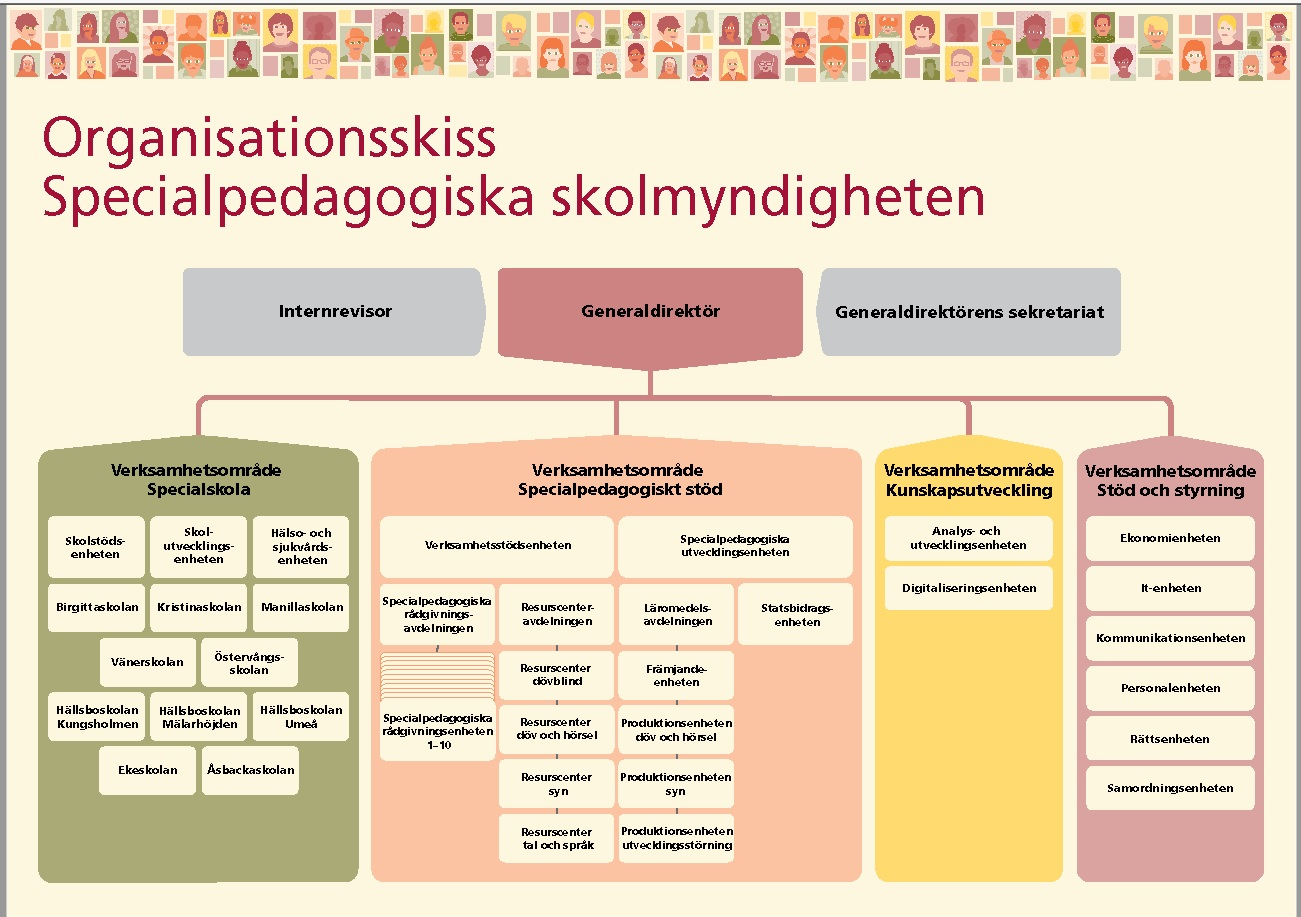 Organisationsskiss
Specialpedagogiska skolmyndigheten
Internrevisor
Generaldirektör
Generaldirektörens sekretariat
Verksamhetsområde
Specialskola
Skolstöds-
enheten
Skol-
utvecklings-
enheten
Hälso- och
sjukvårds-
enheten
Birgittaskolan
Kristinaskolan
Manillaskolan
Vänerskolan
Östervångs-
skolan
Hällsboskolan
Kungsholmen
Hällsboskolan
Mälarhöjden
Hällsboskolan
Umeå
Ekeskolan
Åsbackaskolan
Verksamhetsområde
Specialpedagogiskt stöd
Verksamhetsstödsenheten
Specialpedagogiska
utvecklingsenheten
Specialpedagogiska
rådgivnings-
avdelningen
Resurscenter-
avdelningen
Läromedels-
avdelningen
Statsbidrags-
enheten
Specialpedagogiska
rådgivningsenheten
1–10
Resurscenter
dövblind
Resurscenter
döv och hörsel
Resurscenter
syn
Resurscenter
tal och språk
Främjande-
enheten
Produktionsenheten
döv och hörsel
Produktionsenheten
syn
Produktionsenheten
utvecklingsstörning
Verksamhetsområde
Kunskapsutveckling
Analys- och
utvecklingsenheten
Digitaliseringsenheten
Verksamhetsområde
Stöd och styrning
Ekonomienheten
It-enheten
Kommunikationsenheten
Personalenheten
Rättsenheten
Samordningsenheten